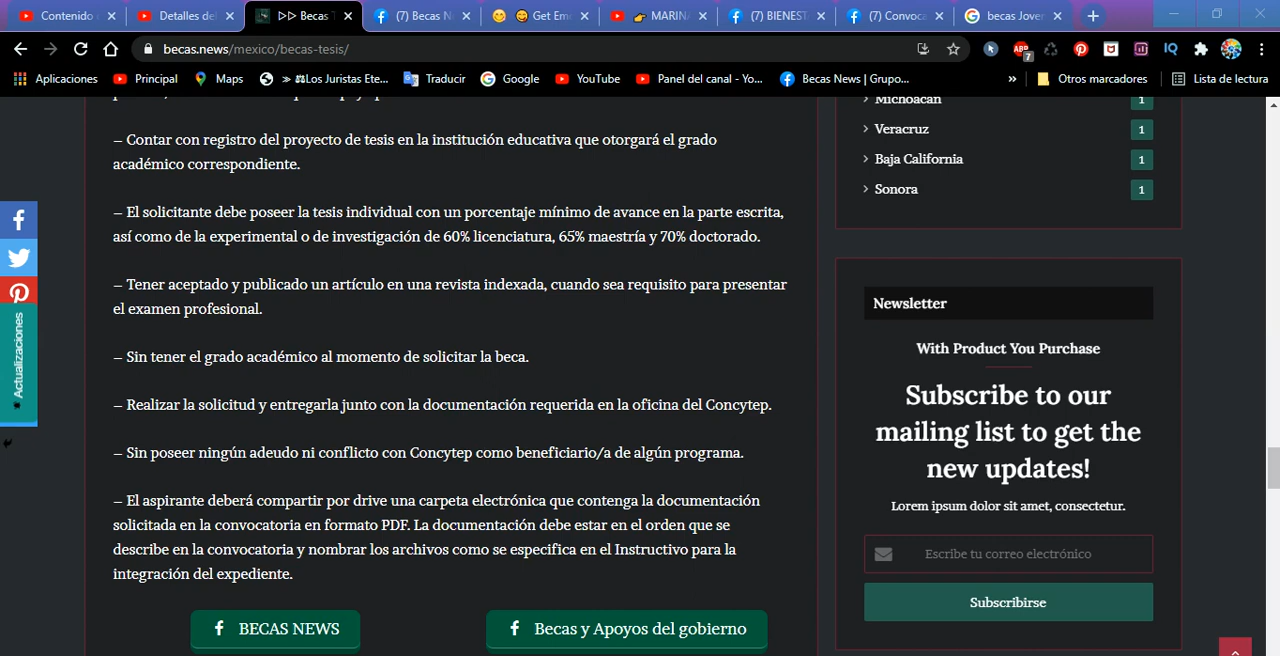 Contenido
Detalles de
▷▷ Becas T
(7) Becas N
😊 Get Em
👉 MARINA
(7) BIENEST
(7) Convoca
becas Jover
becas.news/mexico/becas-tesis/
ABP
7
IQ
Aplicaciones
Principal
Maps
» ⚖Los Juristas Ete...
Traducir
Google
YouTube
Panel del canal - Yo...
Becas News | Grupo...
»
Otros marcadores
Lista de lectura
– Contar con registro del proyecto de tesis en la institución educativa que otorgará el grado
académico correspondiente.
– El solicitante debe poseer la tesis individual con un porcentaje mínimo de avance en la parte escrita,
así como de la experimental o de investigación de 60% licenciatura, 65% maestría y 70% doctorado.
– Tener aceptado y publicado un artículo en una revista indexada, cuando sea requisito para presentar
el examen profesional.
– Sin tener el grado académico al momento de solicitar la beca.
– Realizar la solicitud y entregarla junto con la documentación requerida en la oficina del Concytep.
– Sin poseer ningún adeudo ni conflicto con Concytep como beneficiario/a de algún programa.
– El aspirante deberá compartir por drive una carpeta electrónica que contenga la documentación
solicitada en la convocatoria en formato PDF. La documentación debe estar en el orden que se
describe en la convocatoria y nombrar los archivos como se especifica en el Instructivo para la
integración del expediente.
BECAS NEWS
Becas y Apoyos del gobierno
Actualizaciones
Michoacán 1
Veracruz 1
Baja California 1
Sonora 1
Newsletter
With Product You Purchase
Subscribe to our
mailing list to get the
new updates!
Lorem ipsum dolor sit amet, consectetur.
Escribe tu correo electrónico
Subscribirse